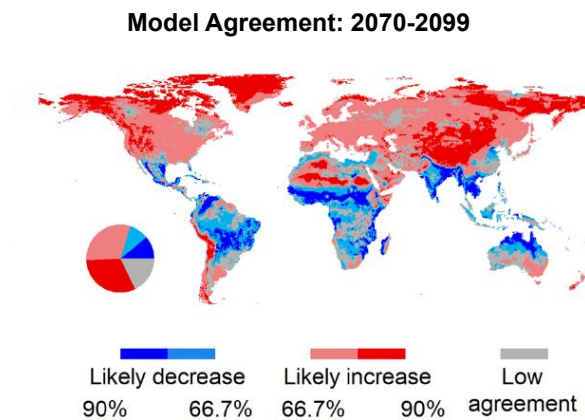 Model Agreement: 2070-2099
Likely decrease
90% 66.7%
Likely increase
66.7% 90%
Low
agreement